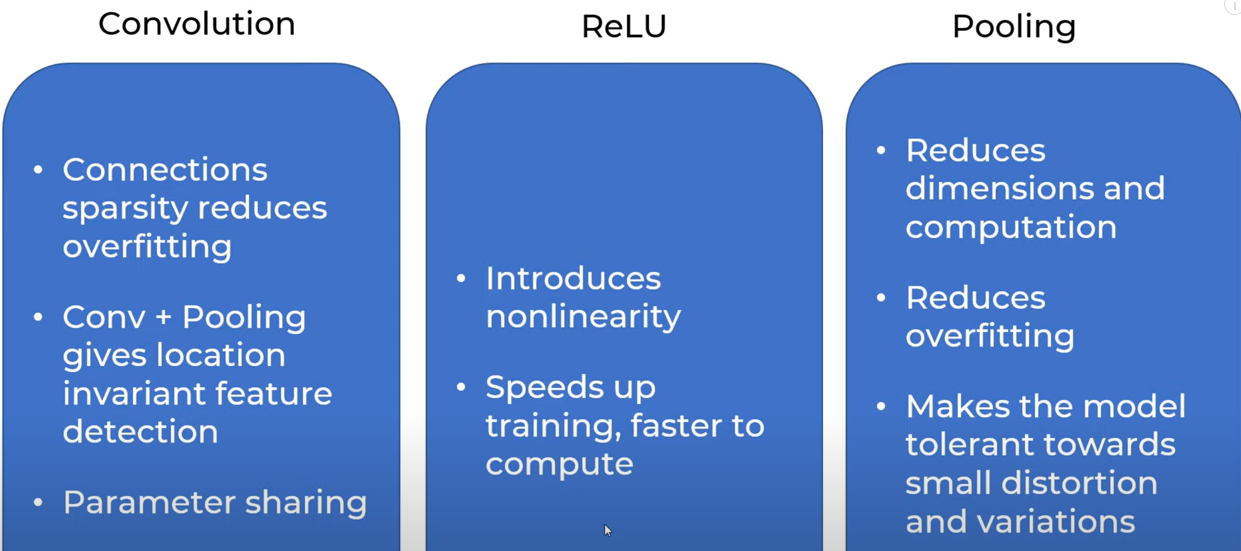 Convolution
• Connections
sparsity reduces
overfitting
• Conv + Pooling
gives location
invariant feature
detection
• Parameter sharing
ReLU
• Introduces
nonlinearity
• Speeds up
training, faster to
compute
Pooling
• Reduces
dimensions and
computation
• Reduces
overfitting
• Makes the model
tolerant towards
small distortion
and variations